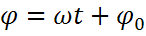 φ = ωt + φ₀